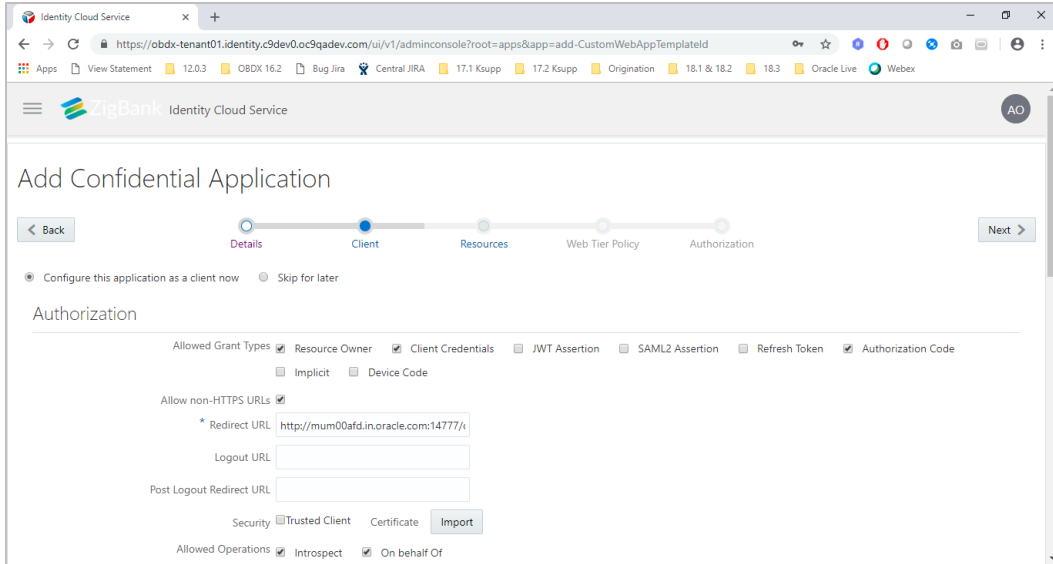 Identity Cloud Service
https://obdx-tenant01.identity.c9dev0.oc9qadev.com/ui/v1/adminconsole?root=apps&app=add-CustomWebAppTemplateId
Apps View Statement 12.0.3 OBDX 16.2 Bug Jira Central JIRA 17.1 Ksupp 17.2 Ksupp Origination 18.1 & 18.2 18.3 Oracle Live Webex
ZigBank Identity Cloud Service AO
Add Confidential Application
Back Next
Details Client Resources Web Tier Policy Authorization
Configure this application as a client now Skip for later
Authorization
Allowed Grant Types Resource Owner Client Credentials JWT Assertion SAML2 Assertion Refresh Token Authorization Code
Implicit Device Code
Allow non-HTTPS URLs
* Redirect URL http://mum00afd.in.oracle.com:14777/
Logout URL
Post Logout Redirect URL
Security Trusted Client Certificate Import
Allowed Operations Introspect On behalf Of